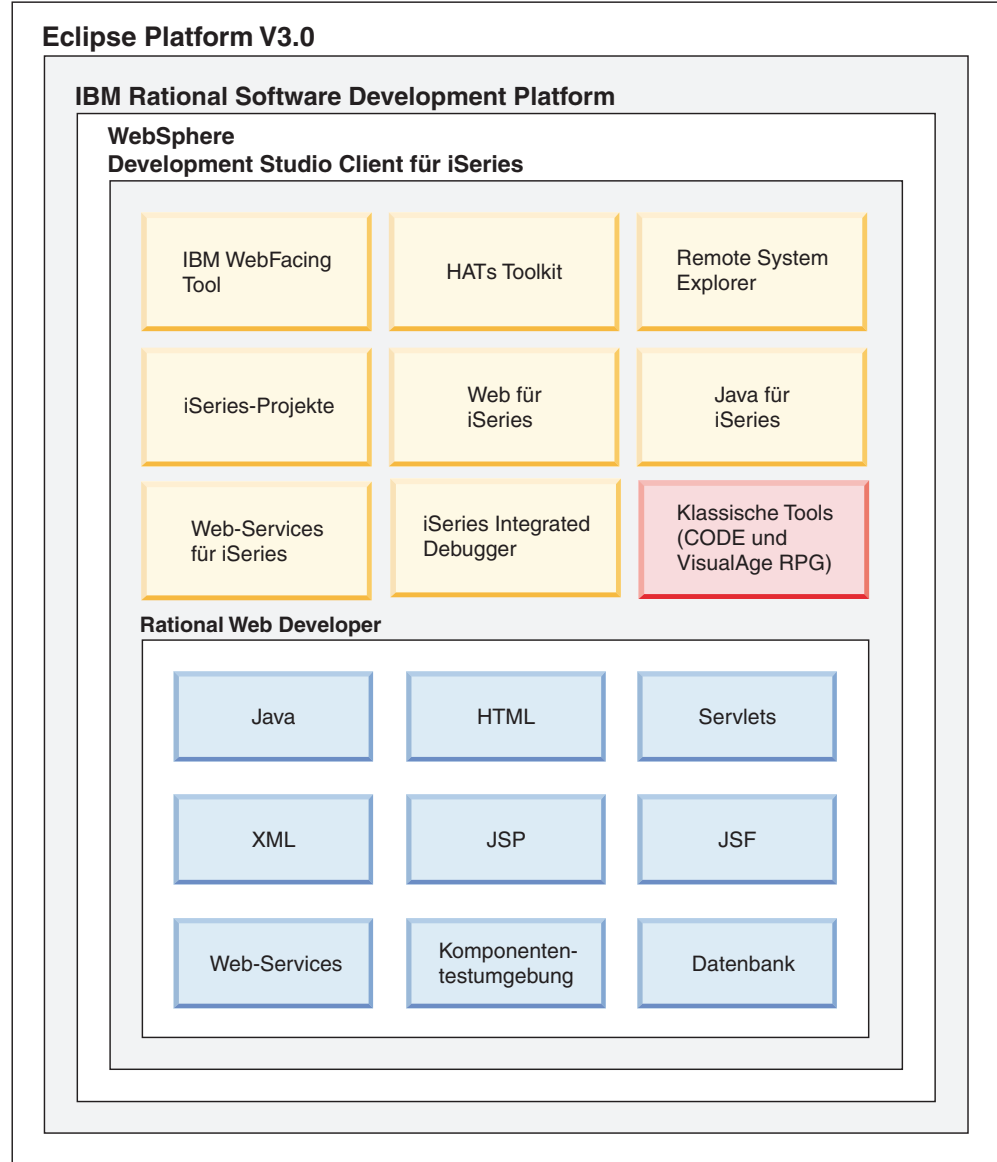 Eclipse Platform V3.0
IBM Rational Software Development Platform
WebSphere
Development Studio Client für iSeries
IBM WebFacing
Tool
HATs Toolkit
Remote System
Explorer
iSeries-Projekte
Web für
iSeries
Java für
iSeries
Web-Services
für iSeries
iSeries Integrated
Debugger
Klassische Tools
(CODE und
VisualAge RPG)
Rational Web Developer
Java
HTML
Servlets
XML
JSP
JSF
Web-Services
Komponenten-
testumgebung
Datenbank